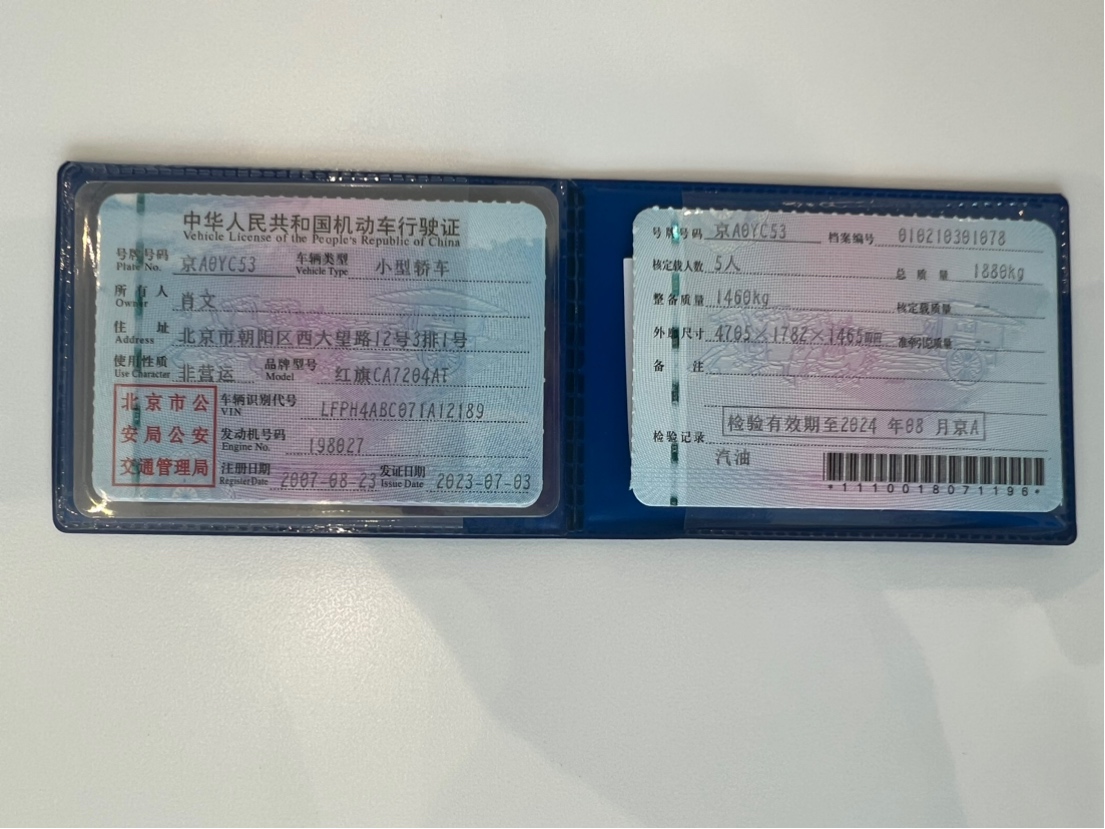 中华人民共和国机动车行驶证
Vehicle License of the People's Republic of China
号牌号码 京A0YC53 车辆类型 小型轿车
Plate No. Vehicle Type
所有人 肖文
Owner
住址 北京市朝阳区西大望路12号3排1号
Address
使用性质 非营运 品牌型号 红旗CA7204AT
Use Character Model
北京市公
安局公安
交通管理局
车辆识别代号 LFPH4ABC071A12189
VIN
发动机号码 198027
Engine No.
注册日期 2007-08-23 发证日期 2023-07-03
Register Date Issue Date
号牌号码 京A0YC53 档案编号 010210301078
核定载人数 5人 总质量 1880kg
整备质量 1460kg 核定载质量
外廓尺寸 4705×1782×1465mm 准牵引总质量 --
备注
检验有效期至2024年08月京A
检验记录
汽油
*1110018071196*